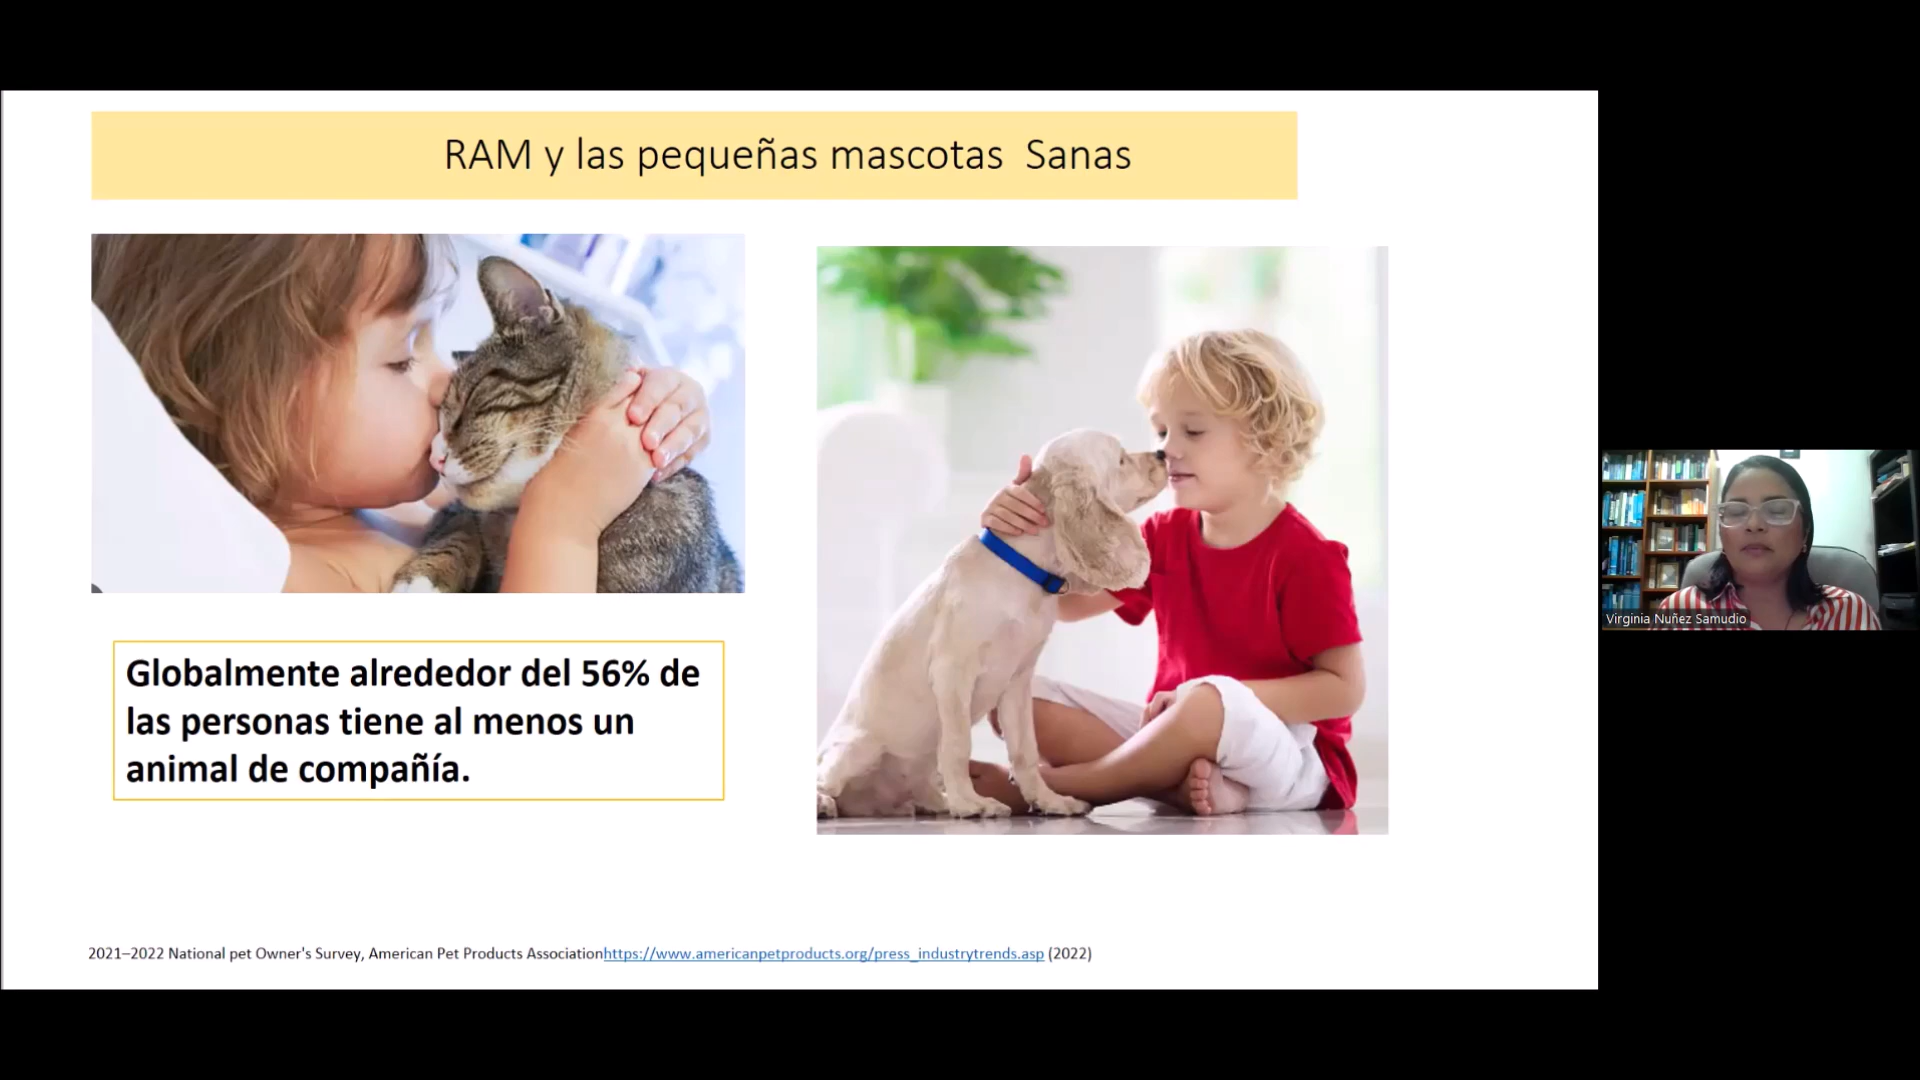 RAM y las pequeñas mascotas Sanas
Globalmente alrededor del 56% de
las personas tiene al menos un
animal de compañía.
2021–2022 National pet Owner's Survey, American Pet Products Associationhttps://www.americanpetproducts.org/press_industrytrends.asp (2022)
Virginia Nuñez Samudio